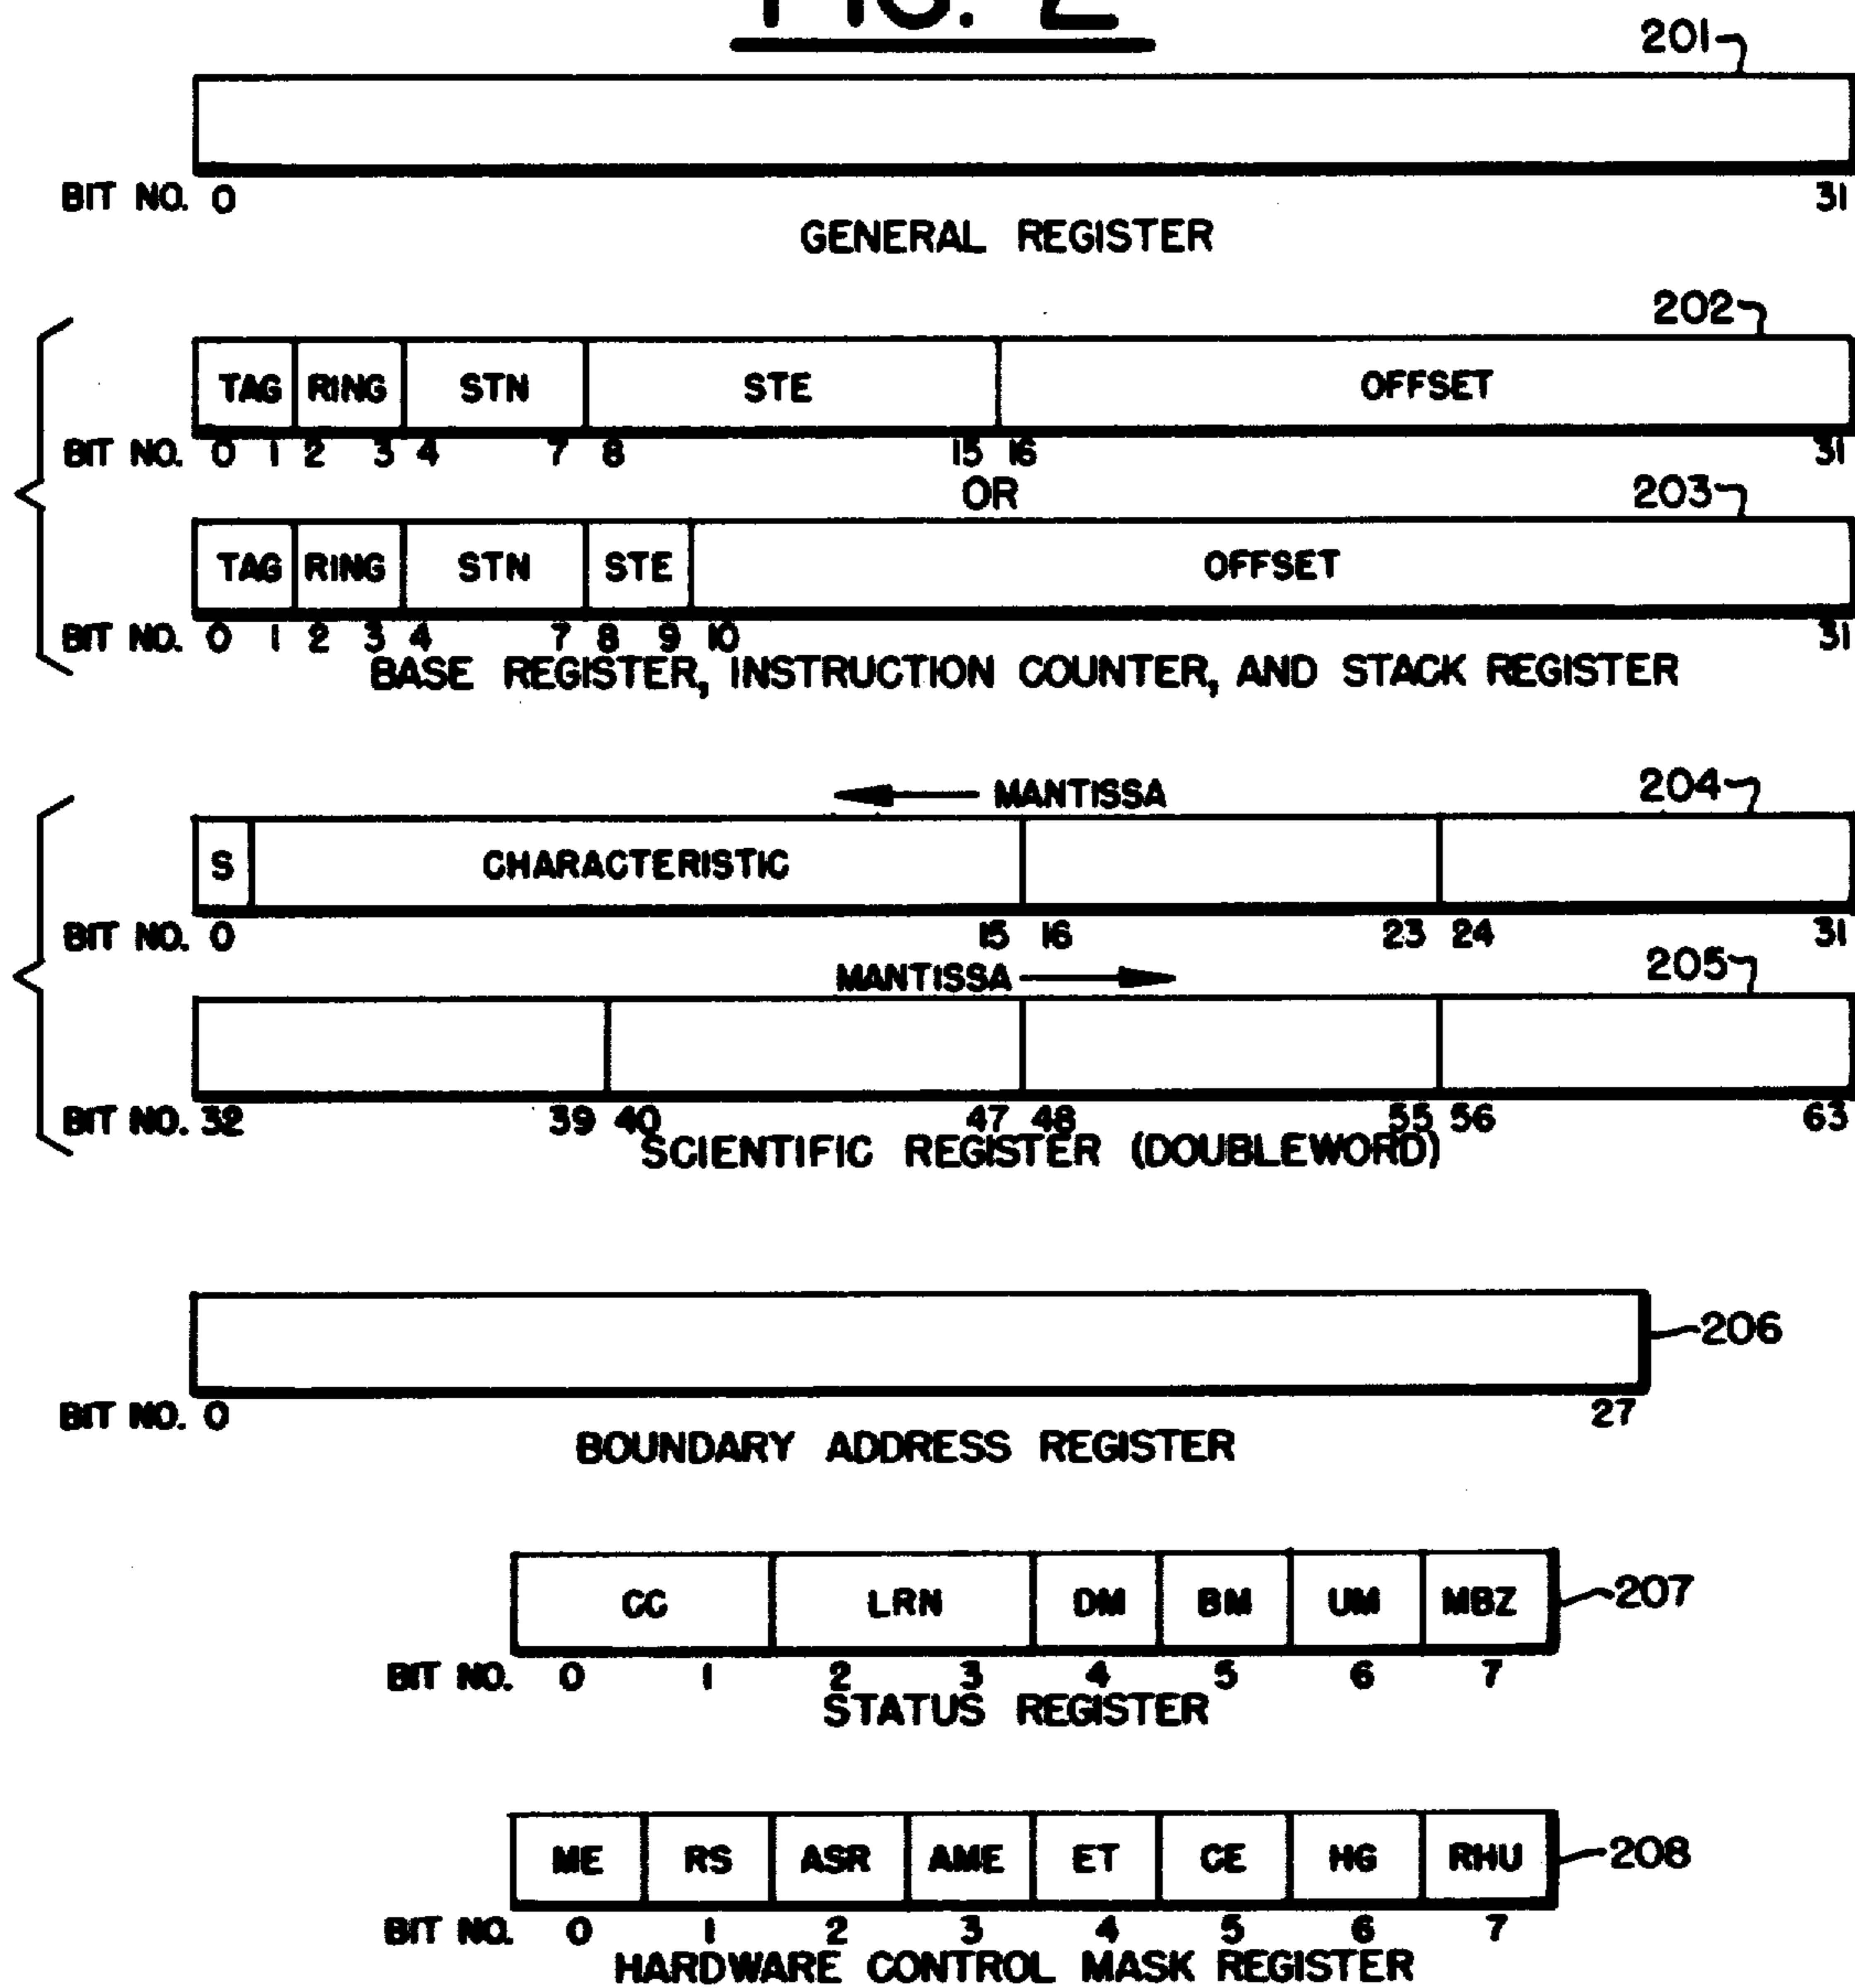 FIG. 2
201
BIT NO. 0 31
GENERAL REGISTER
202
TAG RING STN STE OFFSET
BIT NO. 0 1 2 3 4 7 8 15 16 31
OR
203
TAG RING STN STE OFFSET
BIT NO. 0 1 2 3 4 7 8 9 10 31
BASE REGISTER, INSTRUCTION COUNTER, AND STACK REGISTER
MANTISSA 204
S CHARACTERISTIC
BIT NO. 0 15 16 23 24 31
MANTISSA 205
BIT NO. 32 39 40 47 48 55 56 63
SCIENTIFIC REGISTER (DOUBLEWORD)
206
BIT NO. 0 27
BOUNDARY ADDRESS REGISTER
CC LRN DM BM UM MBZ 207
BIT NO. 0 1 2 3 4 5 6 7
STATUS REGISTER
ME RS ASR AME ET CE HG RHU 208
BIT NO. 0 1 2 3 4 5 6 7
HARDWARE CONTROL MASK REGISTER